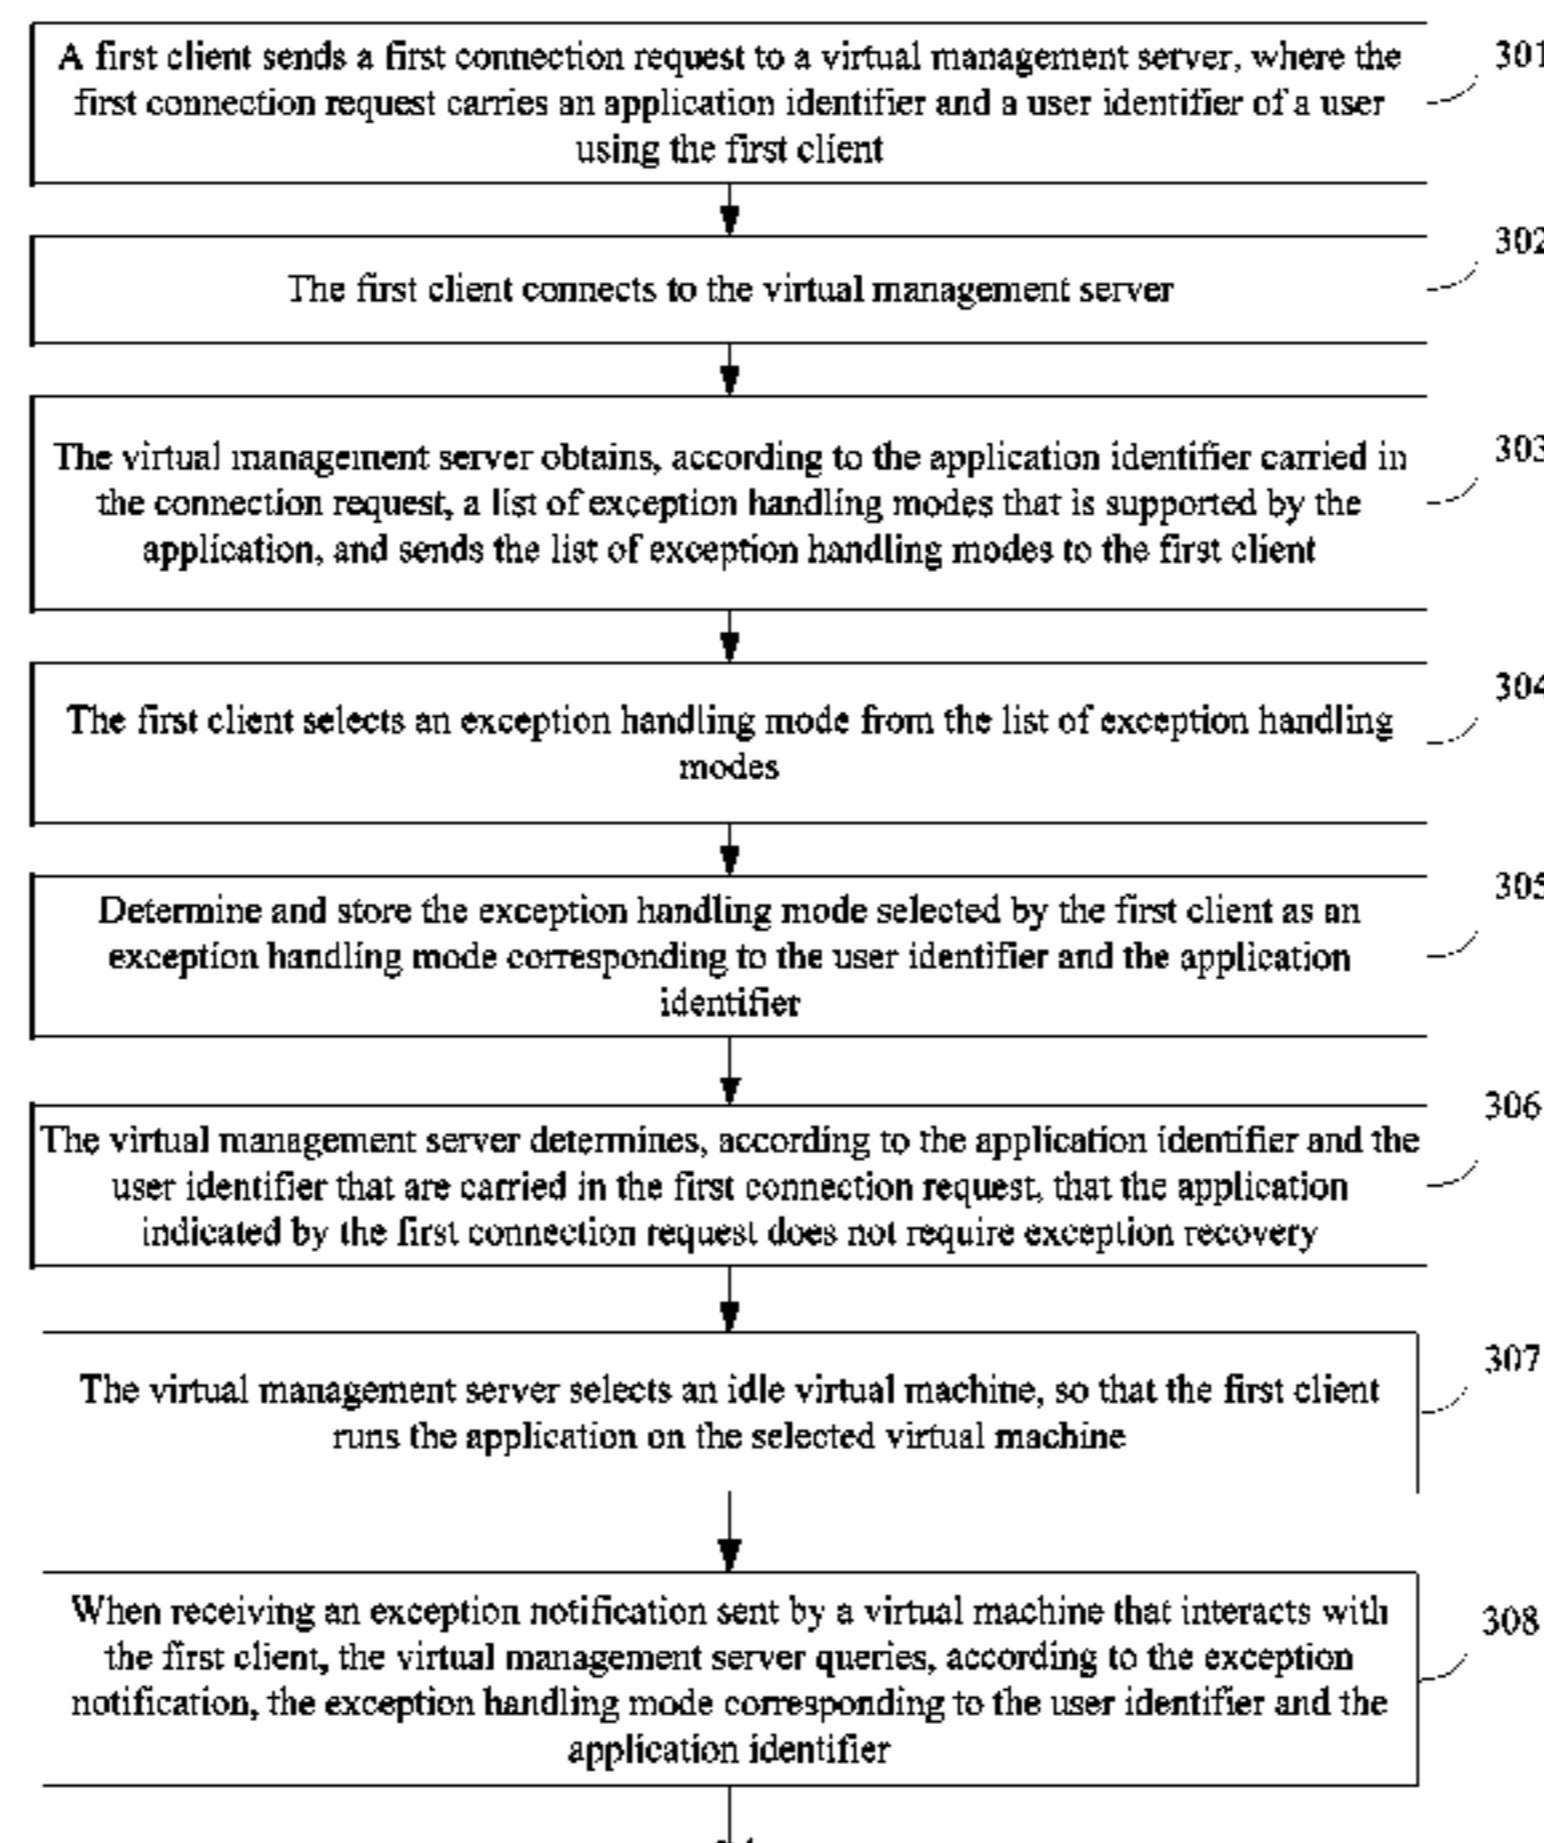 A first client sends a first connection request to a virtual management server, where the
first connection request carries an application identifier and a user identifier of a user
using the first client
301
The first client connects to the virtual management server
302
The virtual management server obtains, according to the application identifier carried in
the connection request, a list of exception handling modes that is supported by the
application, and sends the list of exception handling modes to the first client
303
The first client selects an exception handling mode from the list of exception handling
modes
304
Determine and store the exception handling mode selected by the first client as an
exception handling mode corresponding to the user identifier and the application
identifier
305
The virtual management server determines, according to the application identifier and the
user identifier that are carried in the first connection request, that the application
indicated by the first connection request does not require exception recovery
306
The virtual management server selects an idle virtual machine, so that the first client
runs the application on the selected virtual machine
307
When receiving an exception notification sent by a virtual machine that interacts with
the first client, the virtual management server queries, according to the exception
notification, the exception handling mode corresponding to the user identifier and the
application identifier
308